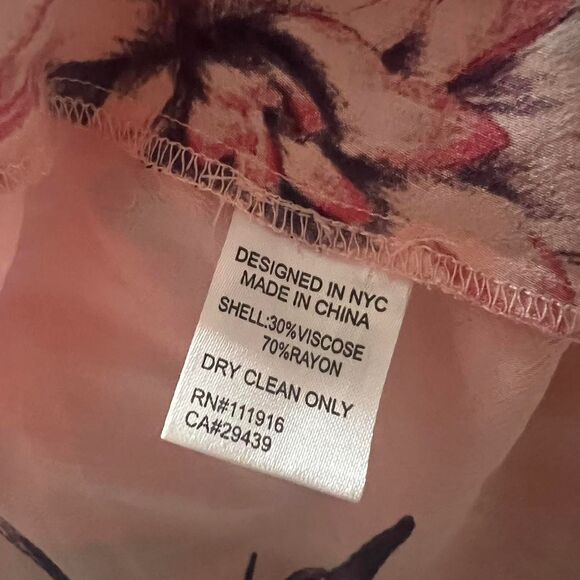 DESIGNED IN NYC
MADE IN CHINA
SHELL:30%VISCOSE
70%RAYON
DRY CLEAN ONLY
RN#111916
CA#29439